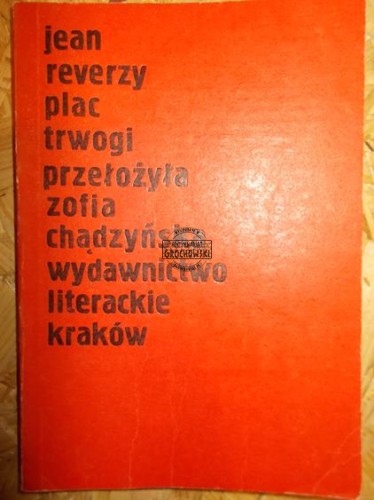 jean
reverzy
plac
trwogi
przełożyła
zofia
GROCHOWSKI
wydawnictwo
literackie
kraków